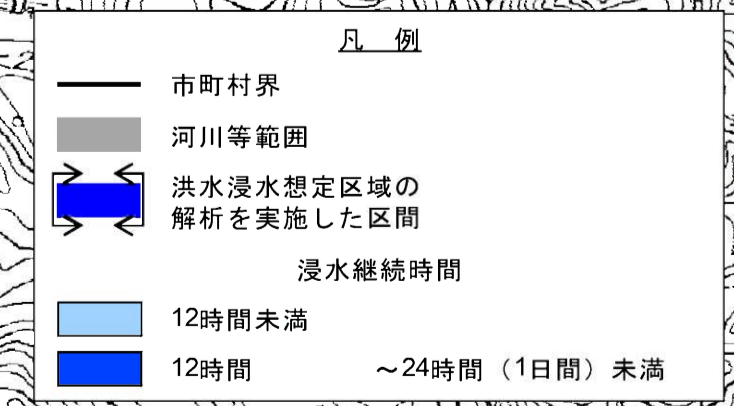 凡 例
市町村界
河川等範囲
洪水浸水想定区域の
解析を実施した区間
浸水継続時間
12時間未満
12時間 ～24時間（1日間）未満